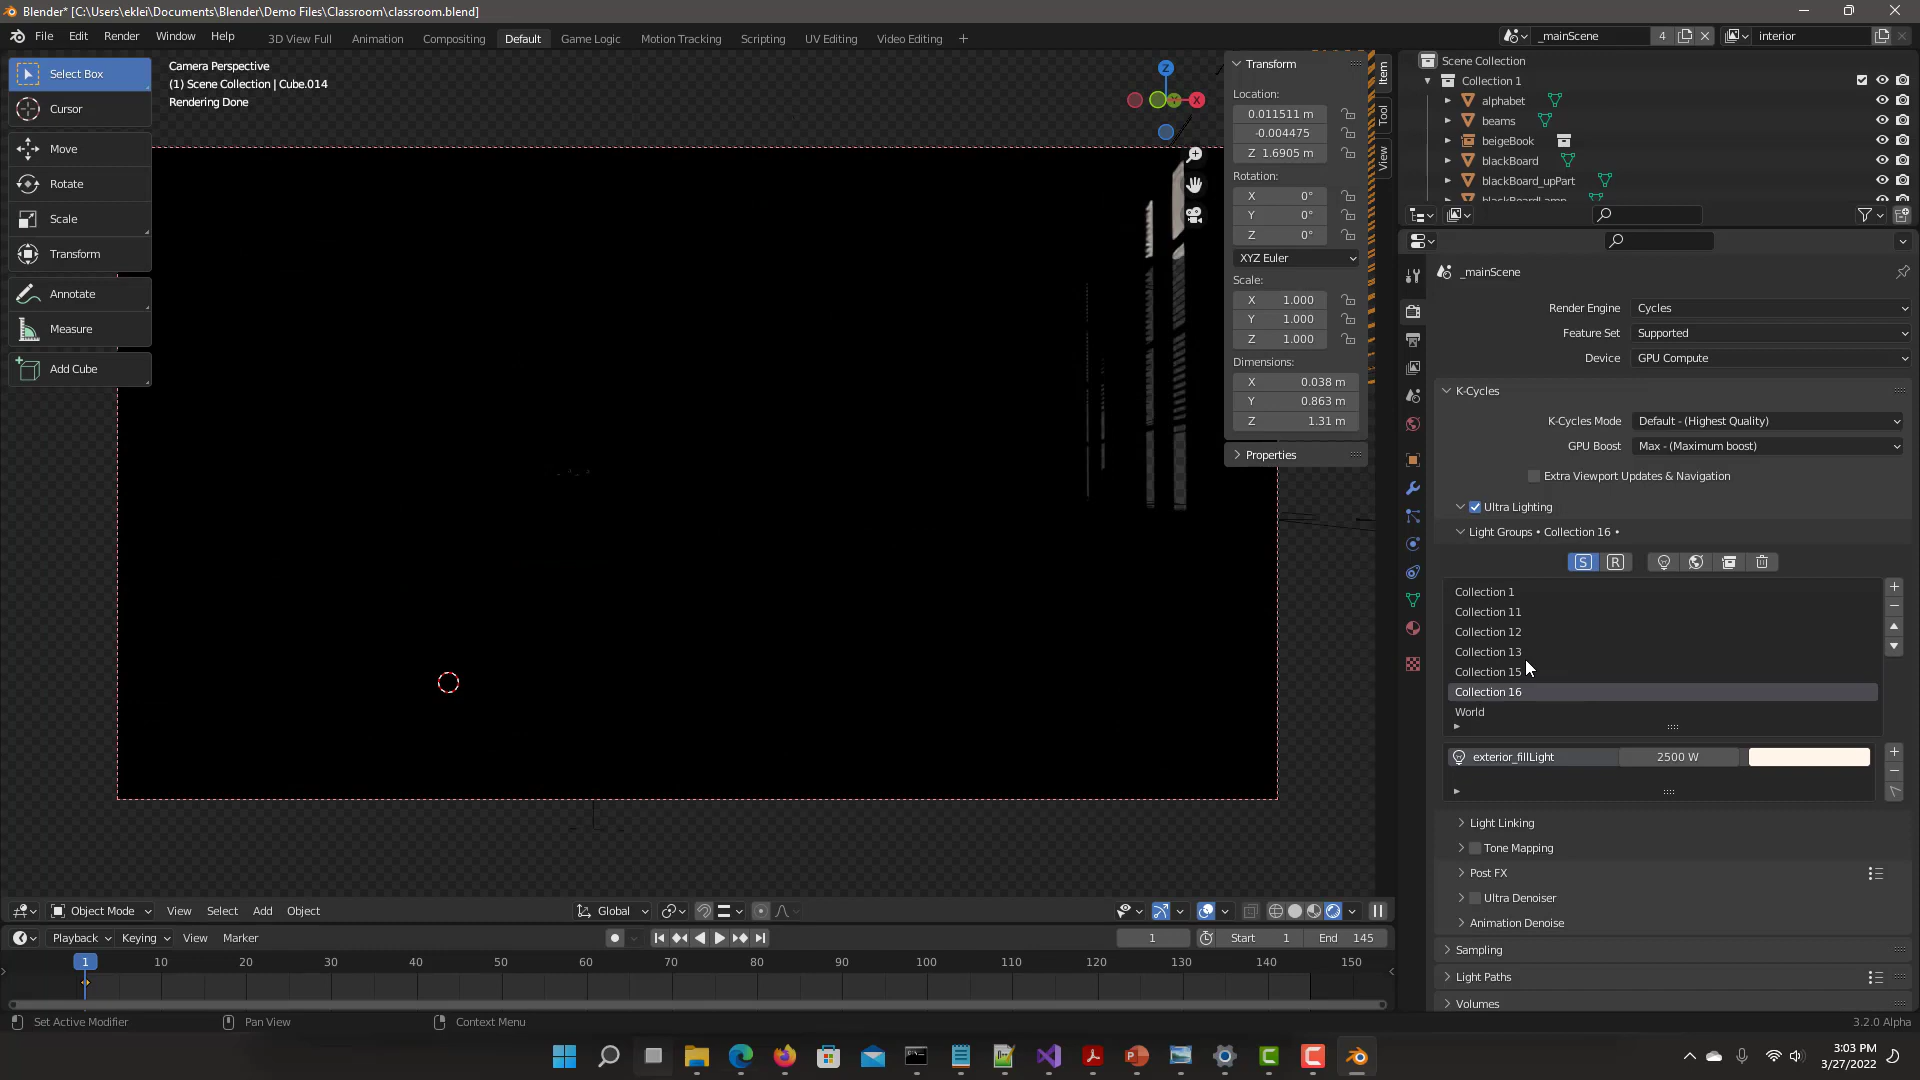 Blender* [C:\Users\eklei\Documents\Blender\Demo Files\Classroom\classroom.blend]
File Edit Render Window Help
3D View Full Animation Compositing Default Game Logic Motion Tracking Scripting UV Editing Video Editing
_mainScene 4 interior
Select Box
Cursor
Move
Rotate
Scale
Transform
Annotate
Measure
Add Cube
Camera Perspective
(1) Scene Collection | Cube.014
Rendering Done
Z
Y
X
Transform
Location:
0.011511 m
-0.004475
Z 1.6905 m
Rotation:
X 0°
Y 0°
Z 0°
XYZ Euler
Scale:
X 1.000
Y 1.000
Z 1.000
Dimensions:
X 0.038 m
Y 0.863 m
Z 1.31 m
Properties
Item
Tool
View
Scene Collection
Collection 1
alphabet
beams
beigeBook
blackBoard
blackBoard_upPart
blackBoardLamp
_mainScene
Render Engine Cycles
Feature Set Supported
Device GPU Compute
K-Cycles
K-Cycles Mode Default - (Highest Quality)
GPU Boost Max - (Maximum boost)
Extra Viewport Updates & Navigation
Ultra Lighting
Light Groups • Collection 16 •
S R
Collection 1
Collection 11
Collection 12
Collection 13
Collection 15
Collection 16
World
exterior_fillLight 2500 W
Light Linking
Tone Mapping
Post FX
Ultra Denoiser
Animation Denoise
Sampling
Light Paths
Volumes
Object Mode View Select Add Object Global
Playback Keying View Marker 1 Start 1 End 145
1 10 20 30 40 50 60 70 80 90 100 110 120 130 140 150
Set Active Modifier Pan View Context Menu 3.2.0 Alpha
3:03 PM
3/27/2022